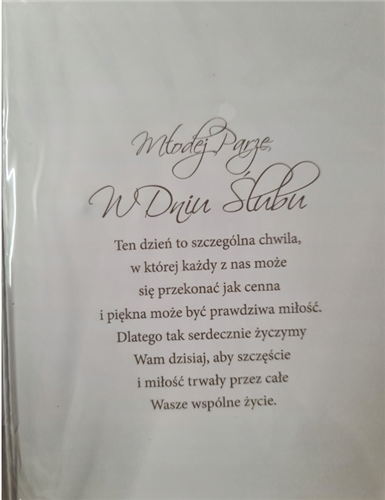 Młodej Parze
W Dniu Ślubu
Ten dzień to szczególna chwila,
w której każdy z nas może
się przekonać jak cenna
i piękna może być prawdziwa miłość.
Dlatego tak serdecznie życzymy
Wam dzisiaj, aby szczęście
i miłość trwały przez całe
Wasze wspólne życie.